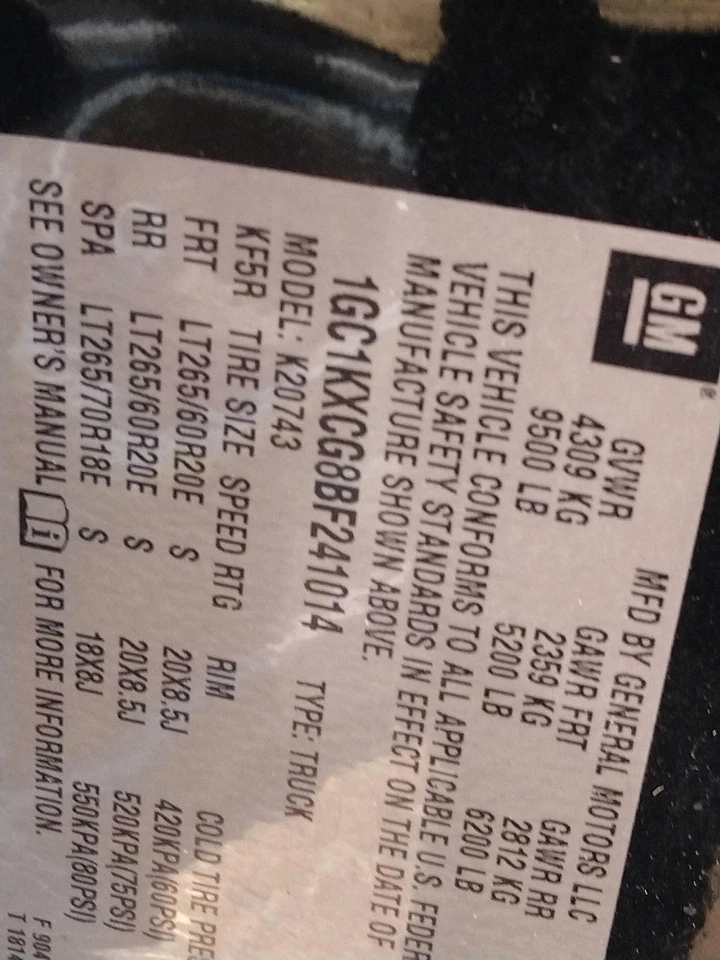 GM
MFD BY GENERAL MOTORS LLC
GVWR GAWR FRT GAWR RR
4309 KG 2359 KG 2812 KG
9500 LB 5200 LB 6200 LB
THIS VEHICLE CONFORMS TO ALL APPLICABLE U.S. FEDER
VEHICLE SAFETY STANDARDS IN EFFECT ON THE DATE OF
MANUFACTURE SHOWN ABOVE.
1GC1KXCG8BF241014 TYPE: TRUCK
MODEL: K20743
KF5R TIRE SIZE SPEED RTG RIM COLD TIRE PRES
FRT LT265/60R20E S 20X8.5J 420KPA(60PSI)
RR LT265/60R20E S 20X8.5J 520KPA(75PSI)
SPA LT265/70R18E S 18X8J 550KPA(80PSI)
SEE OWNER'S MANUAL FOR MORE INFORMATION.
F 904
T 1814